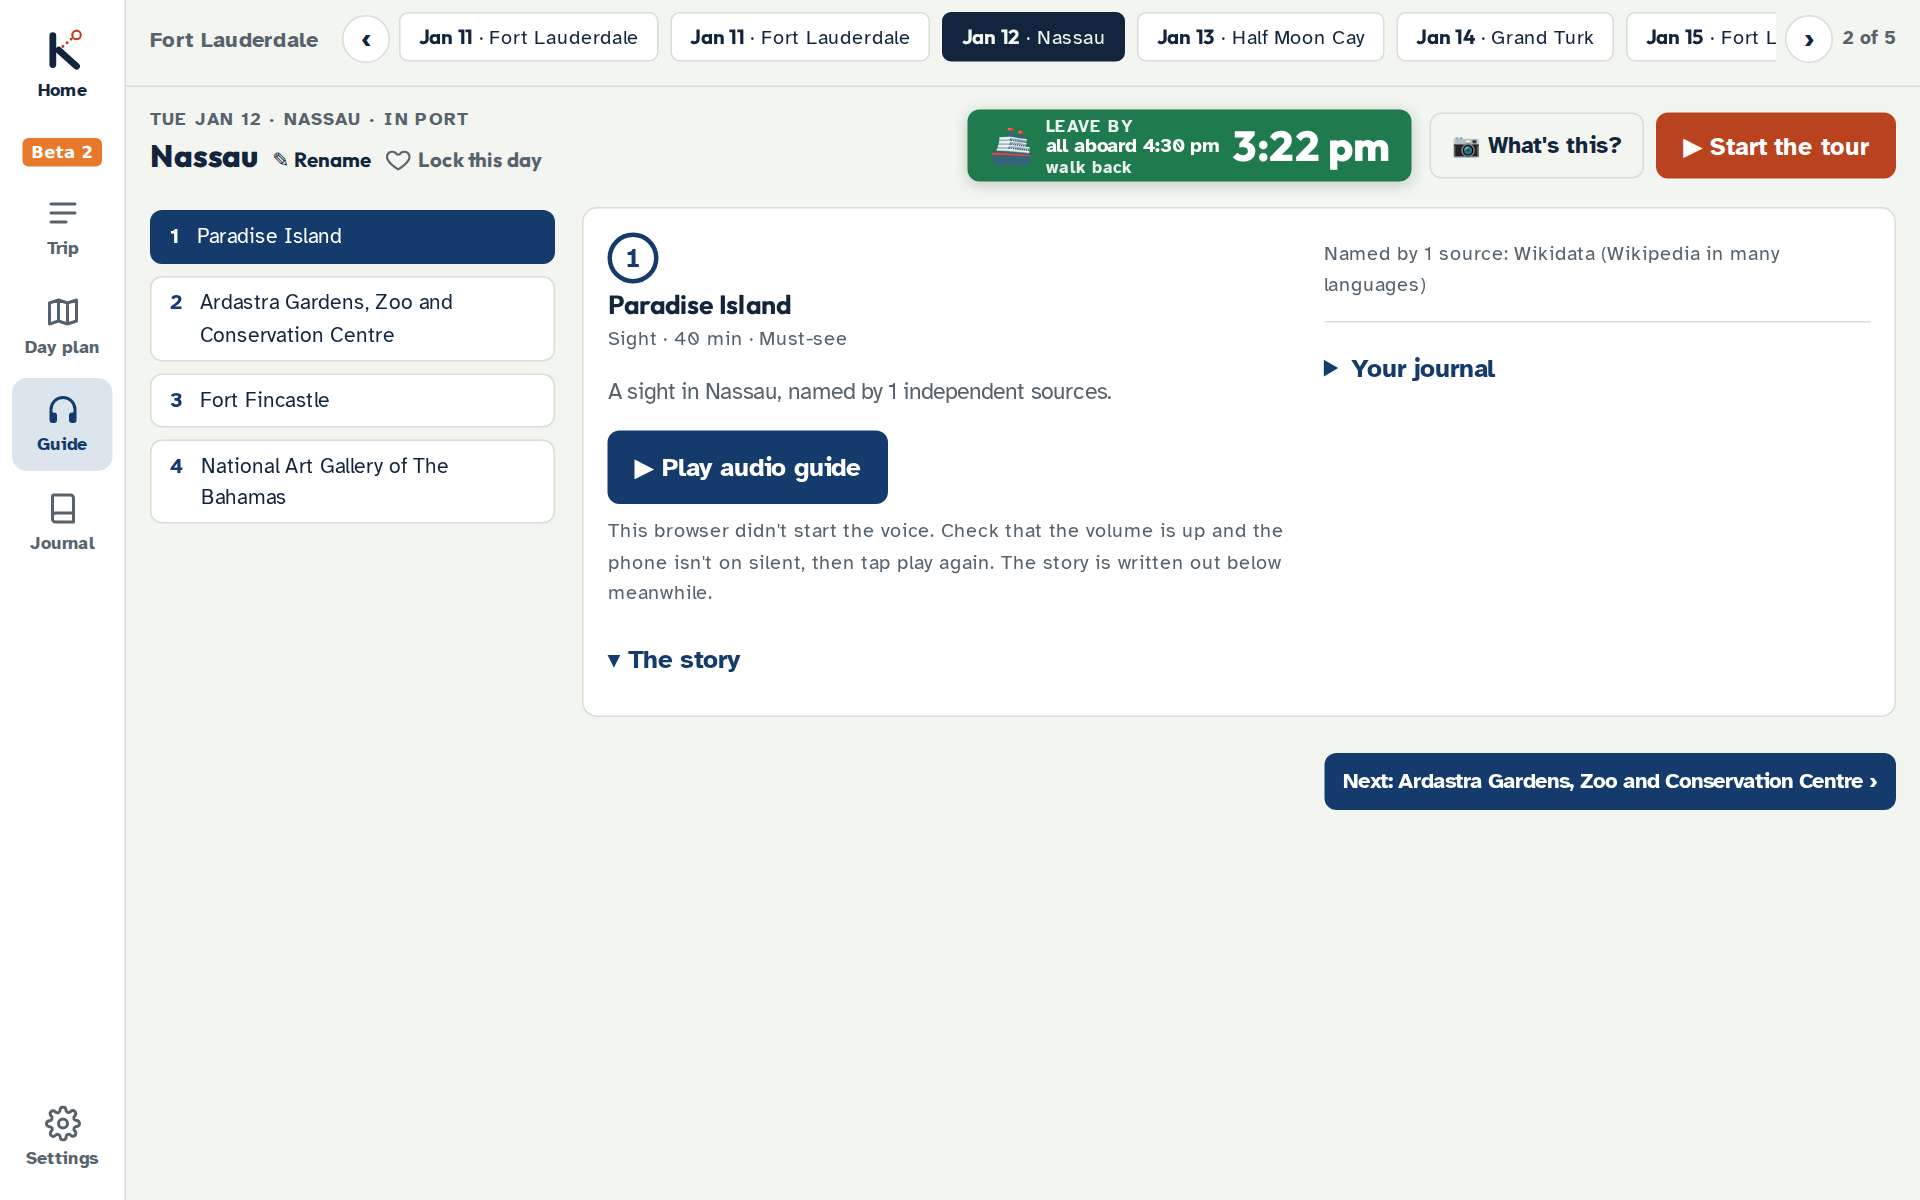 Home
Beta 2
Trip
Day plan
Guide
Journal
Settings
Fort Lauderdale
‹
Jan 11 · Fort Lauderdale
Jan 11 · Fort Lauderdale
Jan 12 · Nassau
Jan 13 · Half Moon Cay
Jan 14 · Grand Turk
Jan 15 · Fort L
›
2 of 5
TUE JAN 12 · NASSAU · IN PORT
Nassau ✎ Rename Lock this day
LEAVE BY
all aboard 4:30 pm
walk back
3:22 pm
What's this?
▶ Start the tour
1 Paradise Island
2 Ardastra Gardens, Zoo and
Conservation Centre
3 Fort Fincastle
4 National Art Gallery of The
Bahamas
1
Paradise Island
Sight · 40 min · Must-see
A sight in Nassau, named by 1 independent sources.
▶ Play audio guide
This browser didn't start the voice. Check that the volume is up and the
phone isn't on silent, then tap play again. The story is written out below
meanwhile.
▾ The story
Named by 1 source: Wikidata (Wikipedia in many
languages)
▶ Your journal
Next: Ardastra Gardens, Zoo and Conservation Centre ›